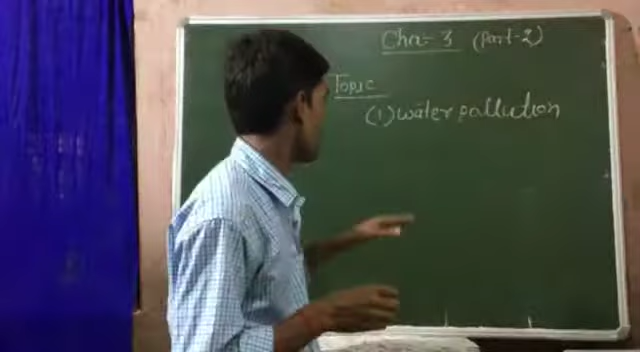 Cha- 3 (Part-2)
Topic
(1) water pallution